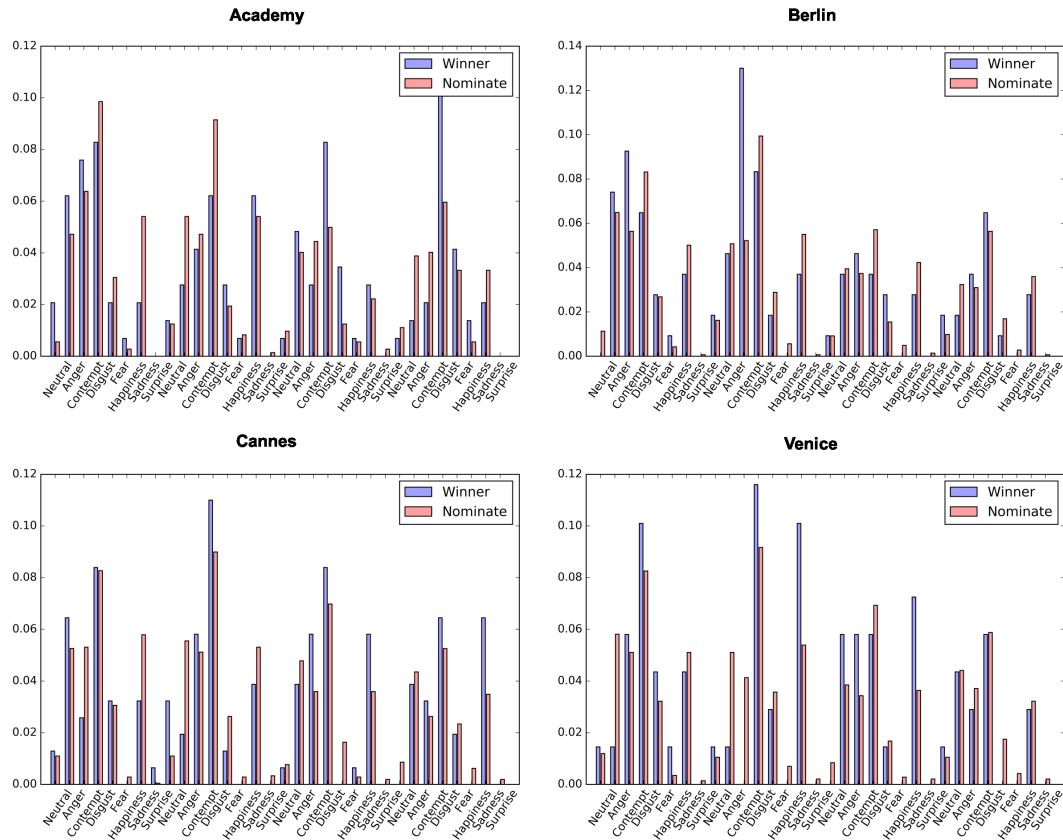 Academy
0.12
0.10
0.08
0.06
0.04
0.02
0.00
Winner
Nominate
Neutral
Anger
Contempt
Disgust
Fear
Happiness
Sadness
Surprise
Neutral
Anger
Contempt
Disgust
Fear
Happiness
Sadness
Surprise
Neutral
Anger
Contempt
Disgust
Fear
Happiness
Sadness
Surprise
Neutral
Anger
Contempt
Disgust
Fear
Happiness
Sadness
Surprise
Berlin
0.14
0.12
0.10
0.08
0.06
0.04
0.02
0.00
Winner
Nominate
Neutral
Anger
Contempt
Disgust
Fear
Happiness
Sadness
Surprise
Neutral
Anger
Contempt
Disgust
Fear
Happiness
Sadness
Surprise
Neutral
Anger
Contempt
Disgust
Fear
Happiness
Sadness
Surprise
Neutral
Anger
Contempt
Disgust
Fear
Happiness
Sadness
Surprise
Cannes
0.12
0.10
0.08
0.06
0.04
0.02
0.00
Winner
Nominate
Neutral
Anger
Contempt
Disgust
Fear
Happiness
Sadness
Surprise
Neutral
Anger
Contempt
Disgust
Fear
Happiness
Sadness
Surprise
Neutral
Anger
Contempt
Disgust
Fear
Happiness
Sadness
Surprise
Neutral
Anger
Contempt
Disgust
Fear
Happiness
Sadness
Surprise
Venice
0.12
0.10
0.08
0.06
0.04
0.02
0.00
Winner
Nominate
Neutral
Anger
Contempt
Disgust
Fear
Happiness
Sadness
Surprise
Neutral
Anger
Contempt
Disgust
Fear
Happiness
Sadness
Surprise
Neutral
Anger
Contempt
Disgust
Fear
Happiness
Sadness
Surprise
Neutral
Anger
Contempt
Disgust
Fear
Happiness
Sadness
Surprise